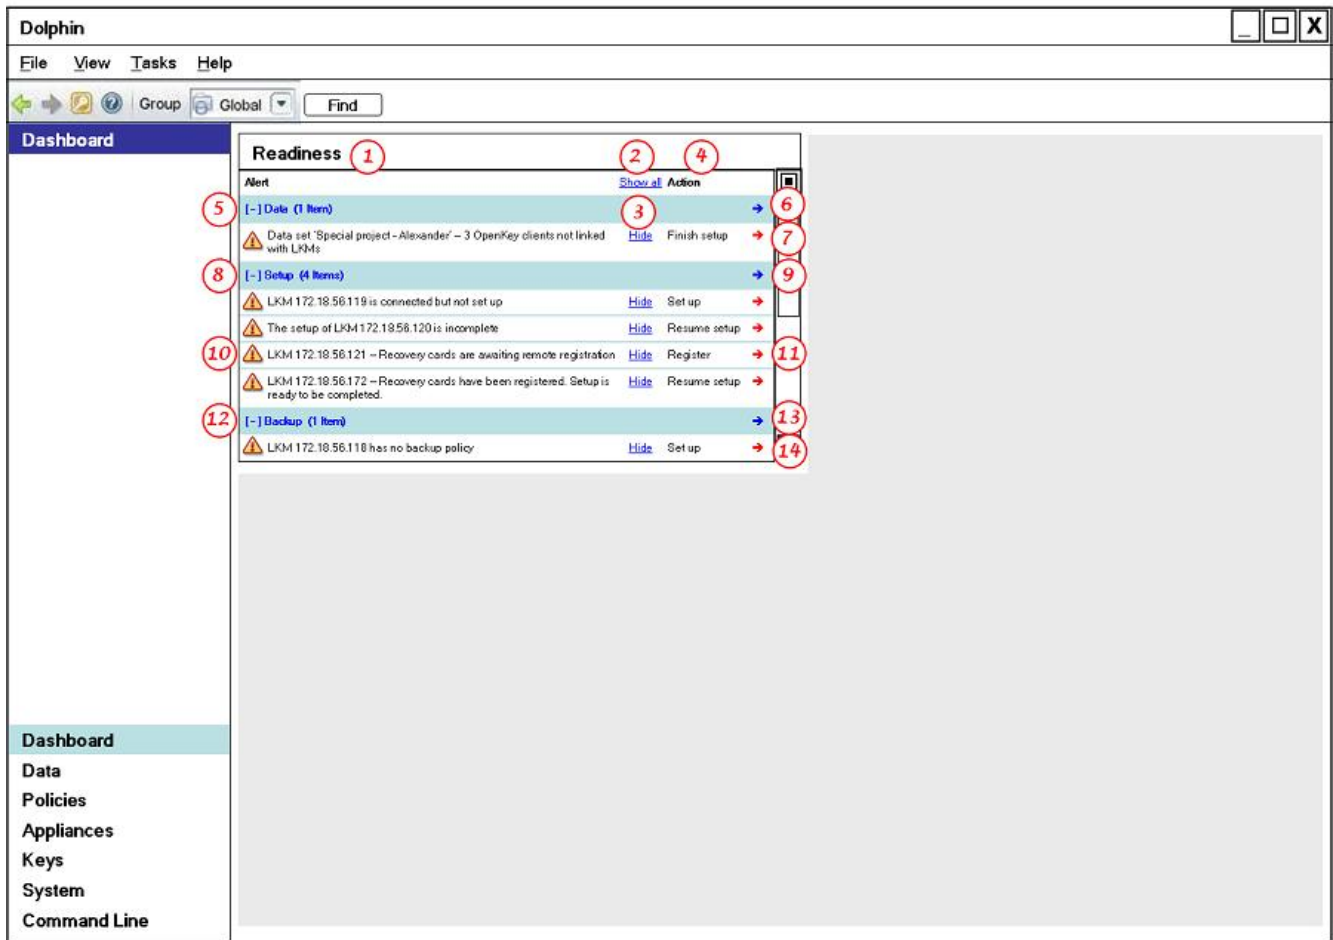 Dolphin
_ X
File View Tasks Help
Group Global Find
Dashboard
Readiness 1 2 4
Alert Show all Action
5 [-] Data (1 Item) 3 6
Data set 'Special project - Alexander' – 3 OpenKey clients not linked Hide Finish setup 7
with LKMs
8 [-] Setup (4 Items) 9
LKM 172.18.56.119 is connected but not set up Hide Set up
The setup of LKM 172.18.56.120 is incomplete Hide Resume setup
10 LKM 172.18.56.121 – Recovery cards are awaiting remote registration Hide Register 11
LKM 172.18.56.172 – Recovery cards have been registered. Setup is Hide Resume setup
ready to be completed.
12 [-] Backup (1 Item) 13
LKM 172.18.56.118 has no backup policy Hide Set up 14
Dashboard
Data
Policies
Appliances
Keys
System
Command Line